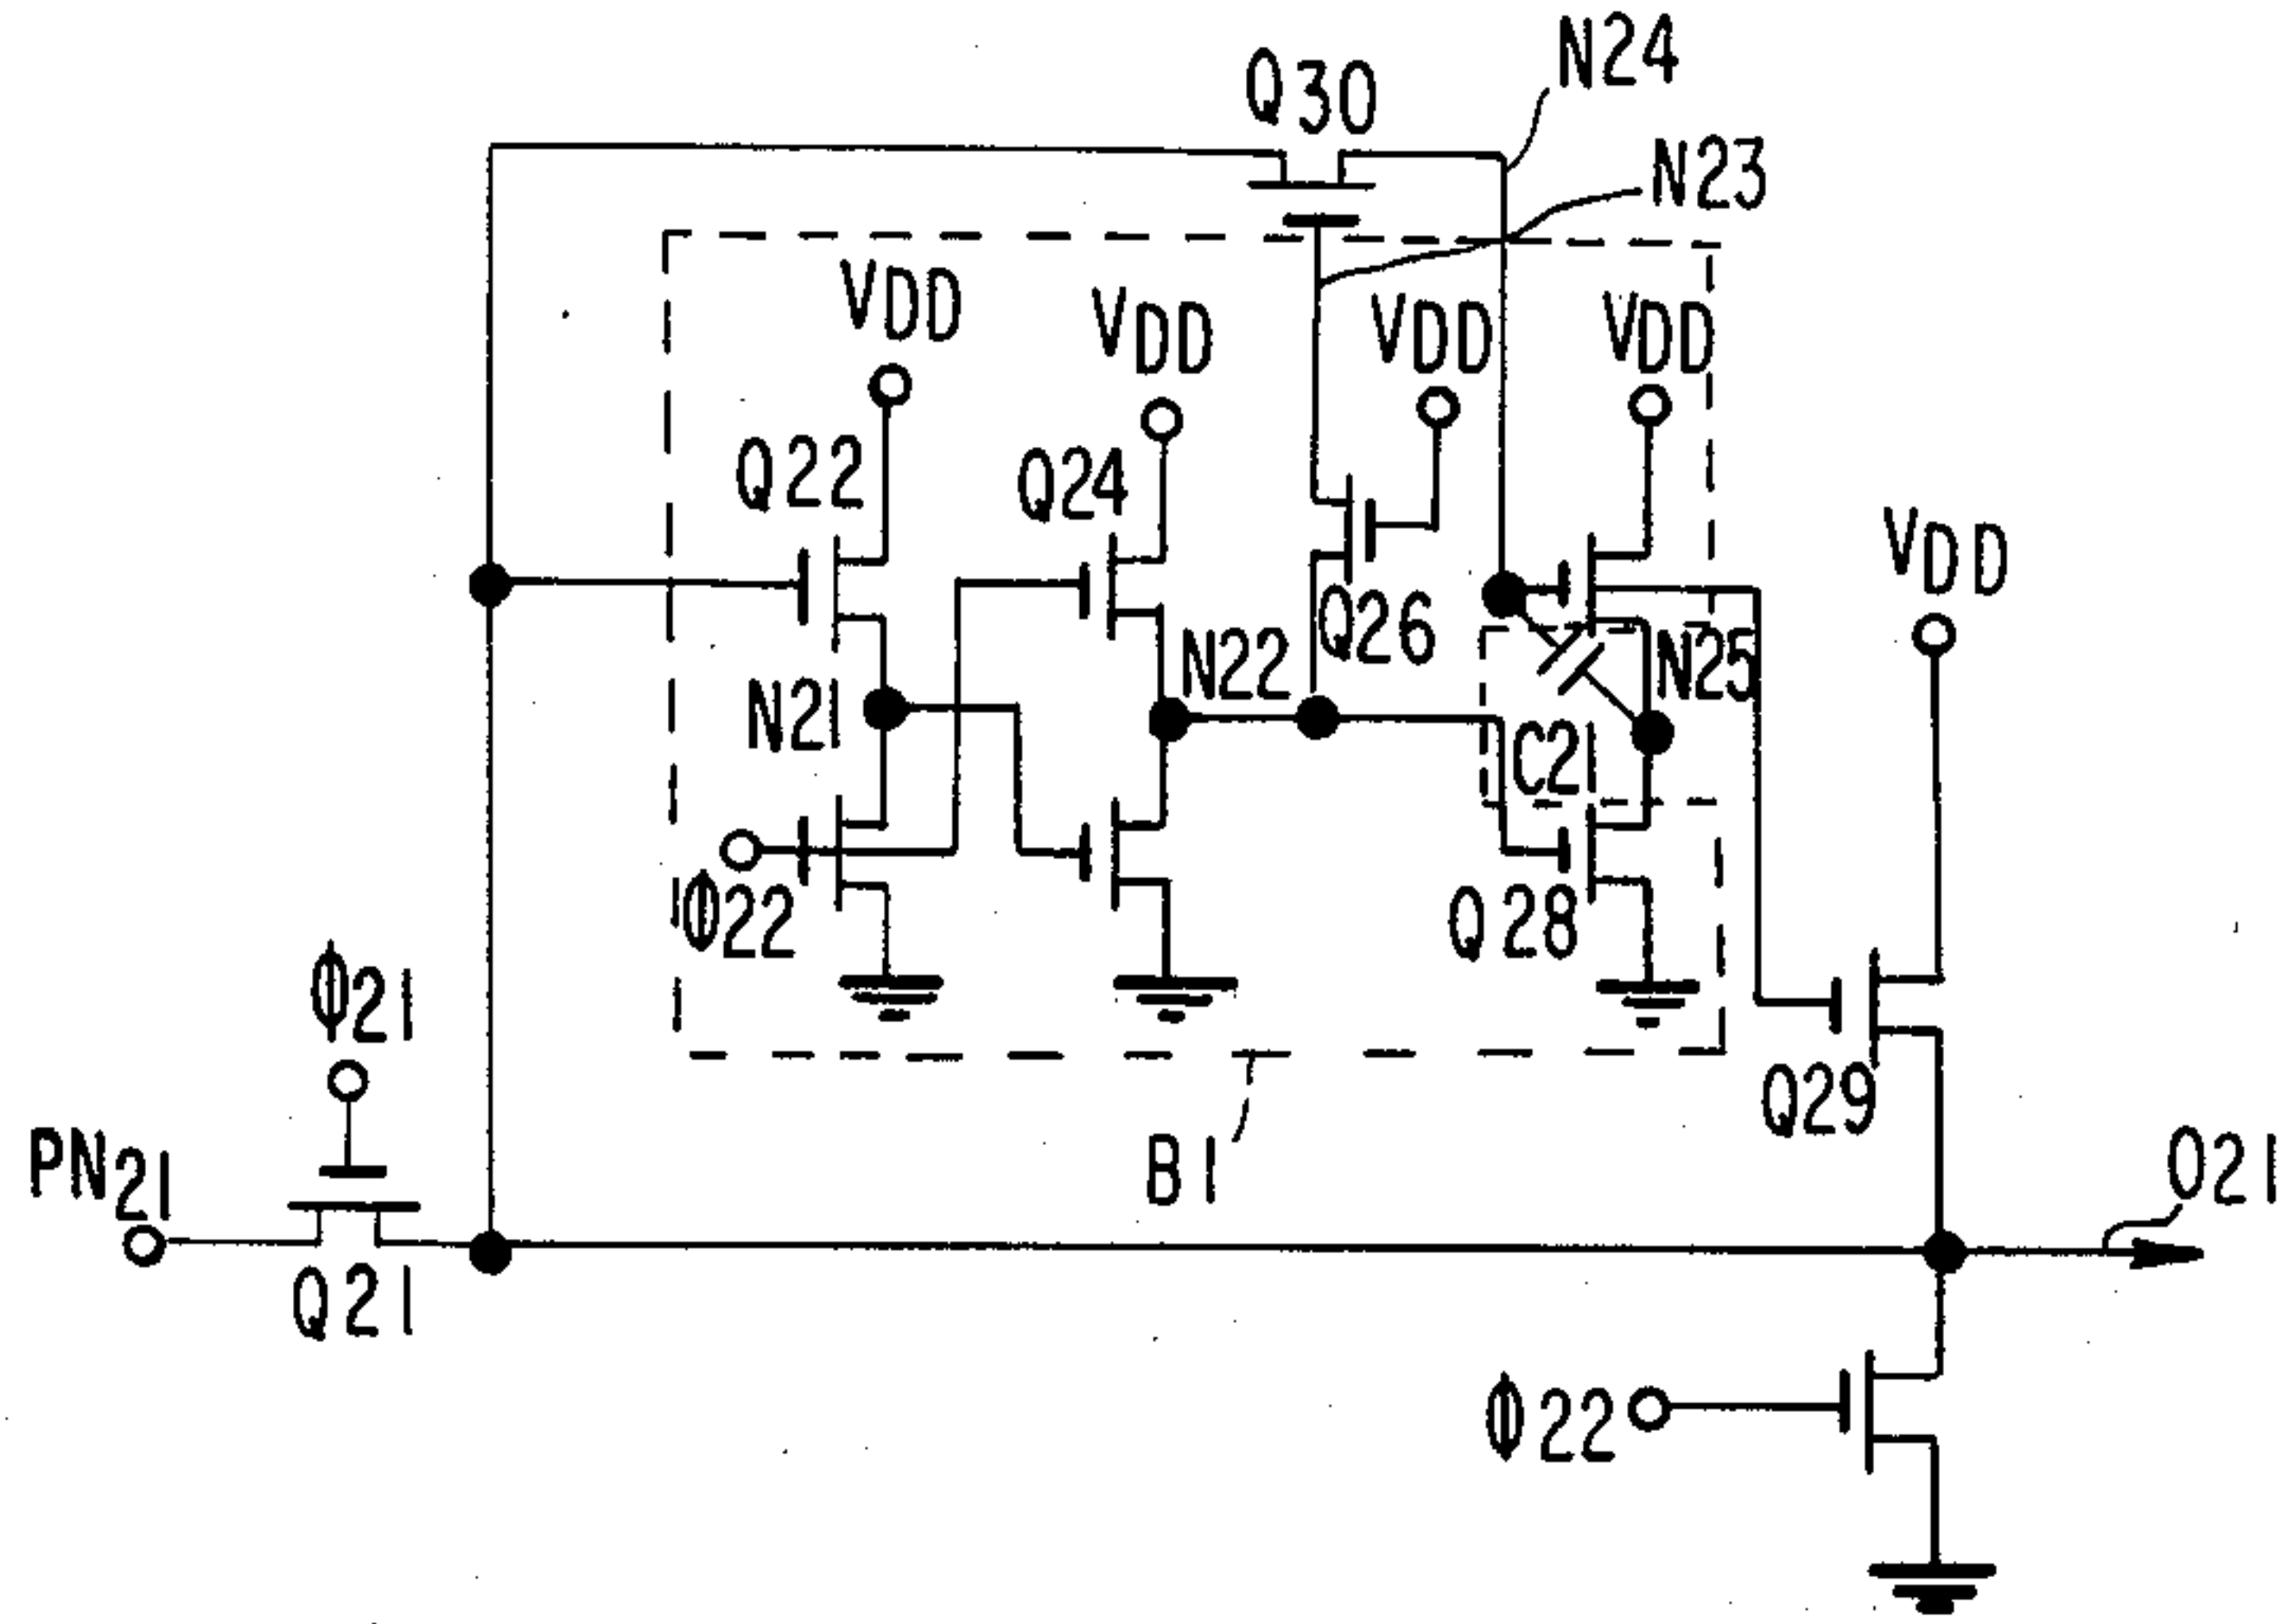 Q30
N24
N23
VDD
VDD
VDD
VDD
Q22
Q24
VDD
Q26
N22
N25
N21
C21
Φ22
Q28
Φ21
Q29
PN21
B1
O21
Q21
Φ22